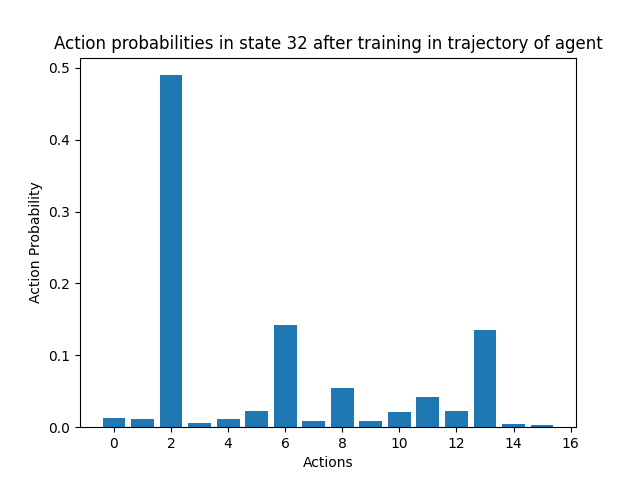 Action probabilities in state 32 after training in trajectory of agent
0.5
0.4
0.3
0.2
0.1
0.0
Action Probability
0 2 4 6 8 10 12 14 16
Actions